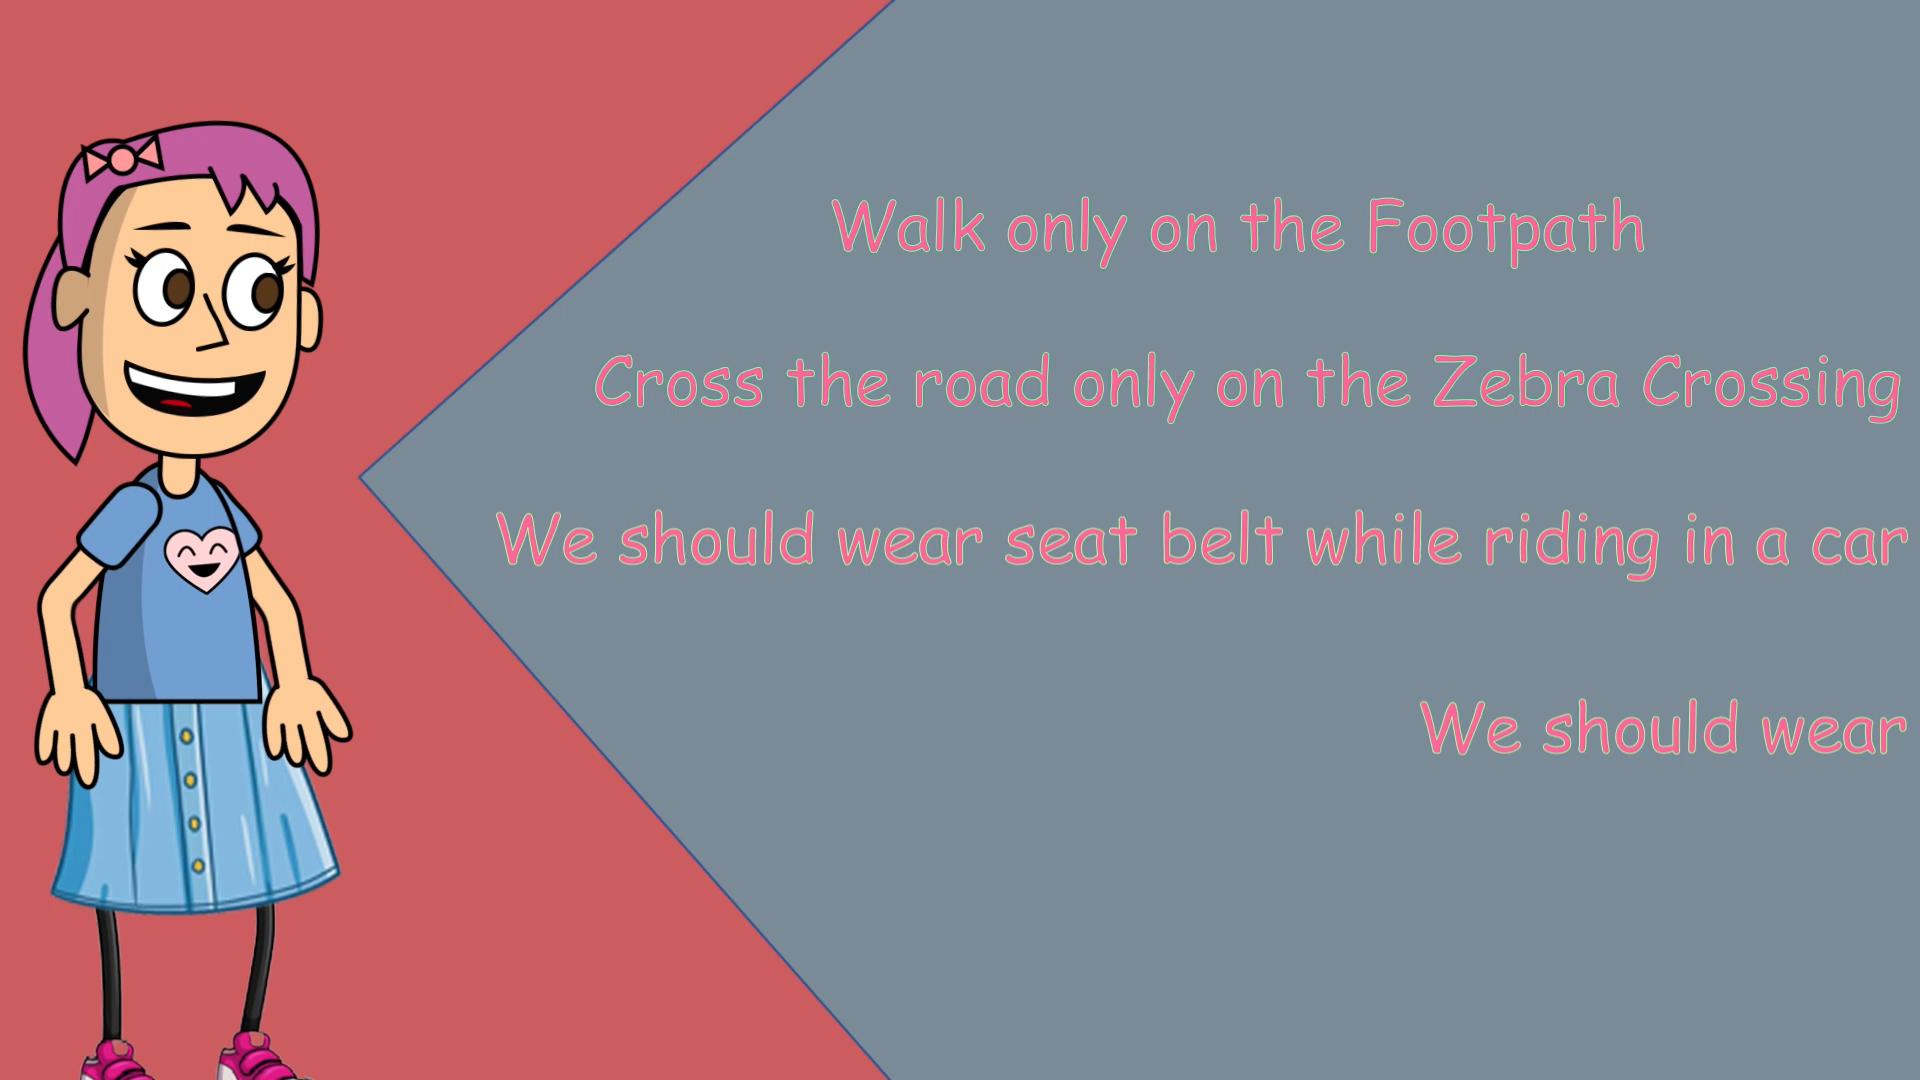 Walk only on the Footpath
Cross the road only on the Zebra Crossing
We should wear seat belt while riding in a car
We should wear